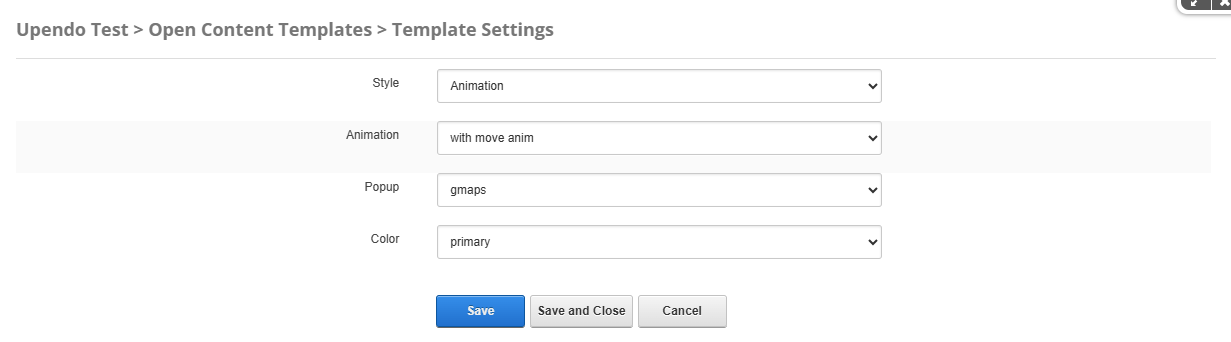 Upendo Test > Open Content Templates > Template Settings
Style Animation
Animation with move anim
Popup gmaps
Color primary
Save Save and Close Cancel